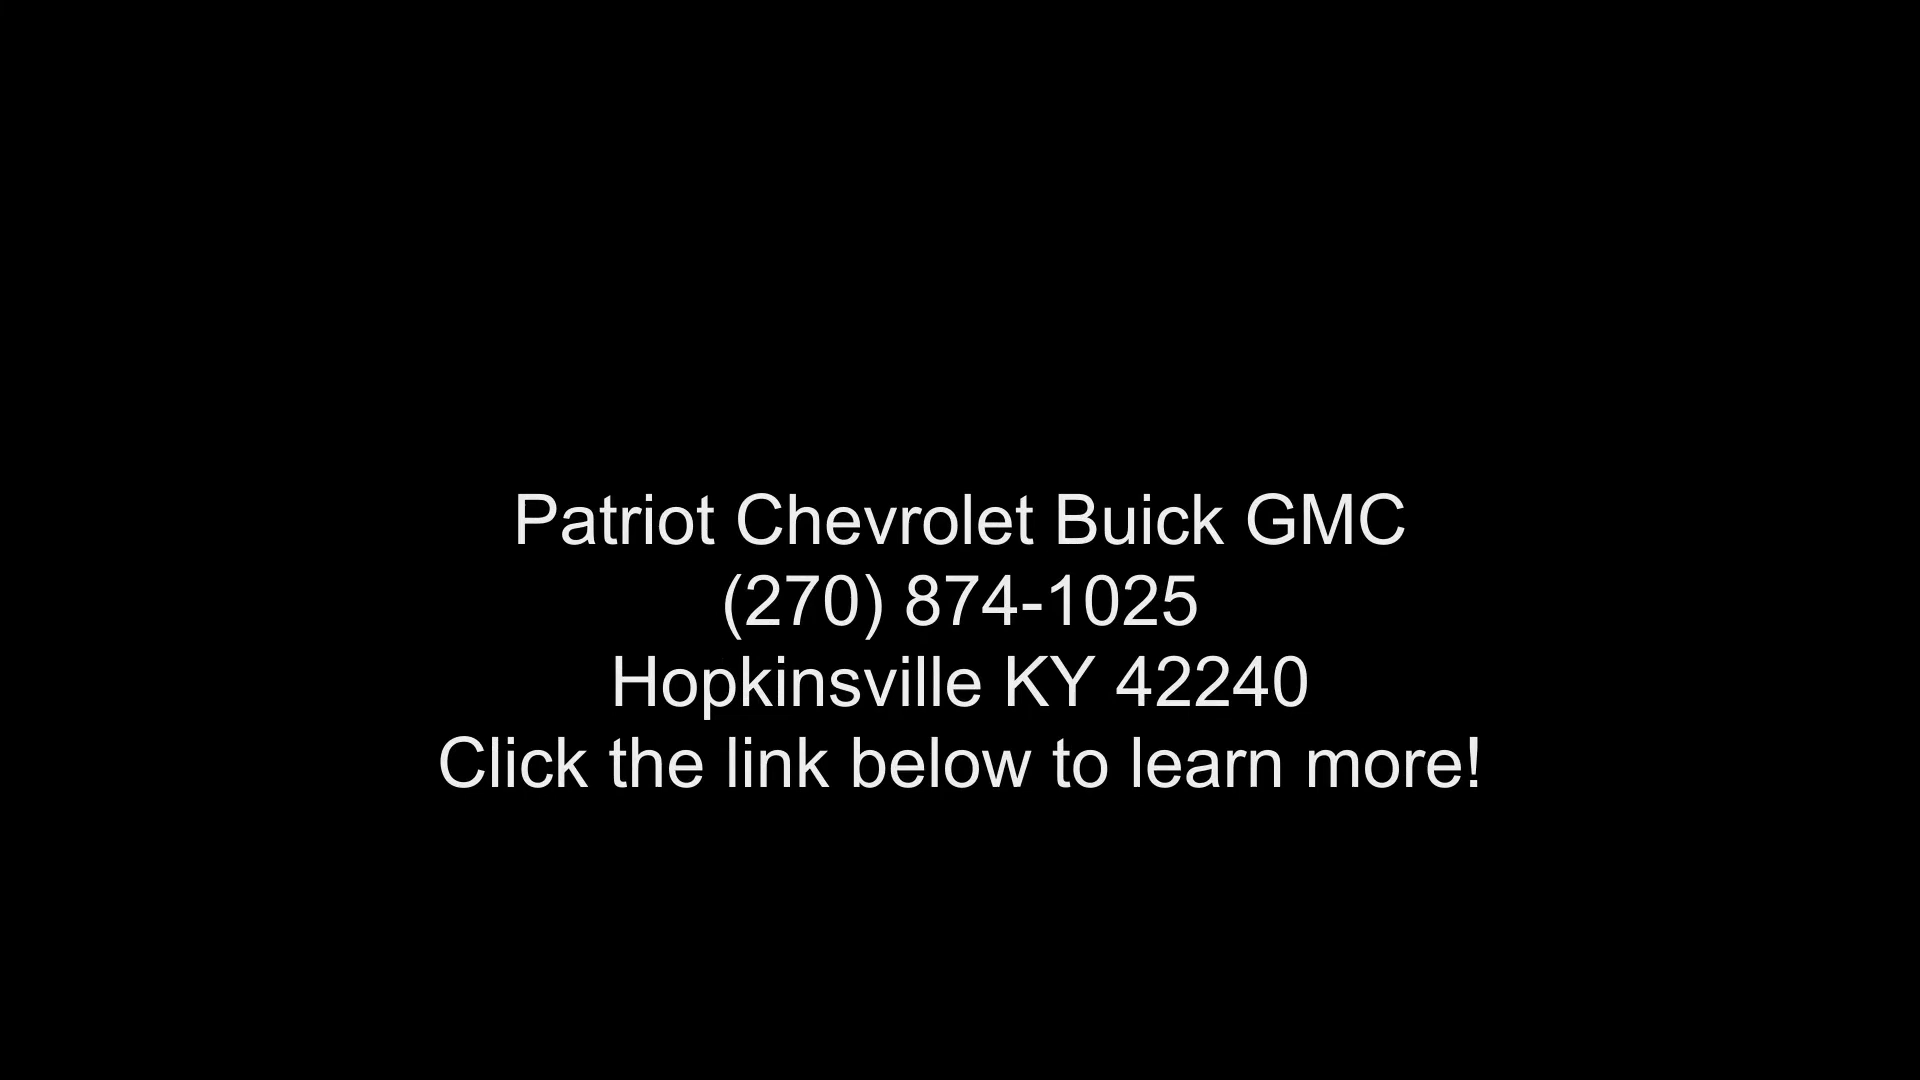 Patriot Chevrolet Buick GMC
(270) 874-1025
Hopkinsville KY 42240
Click the link below to learn more!